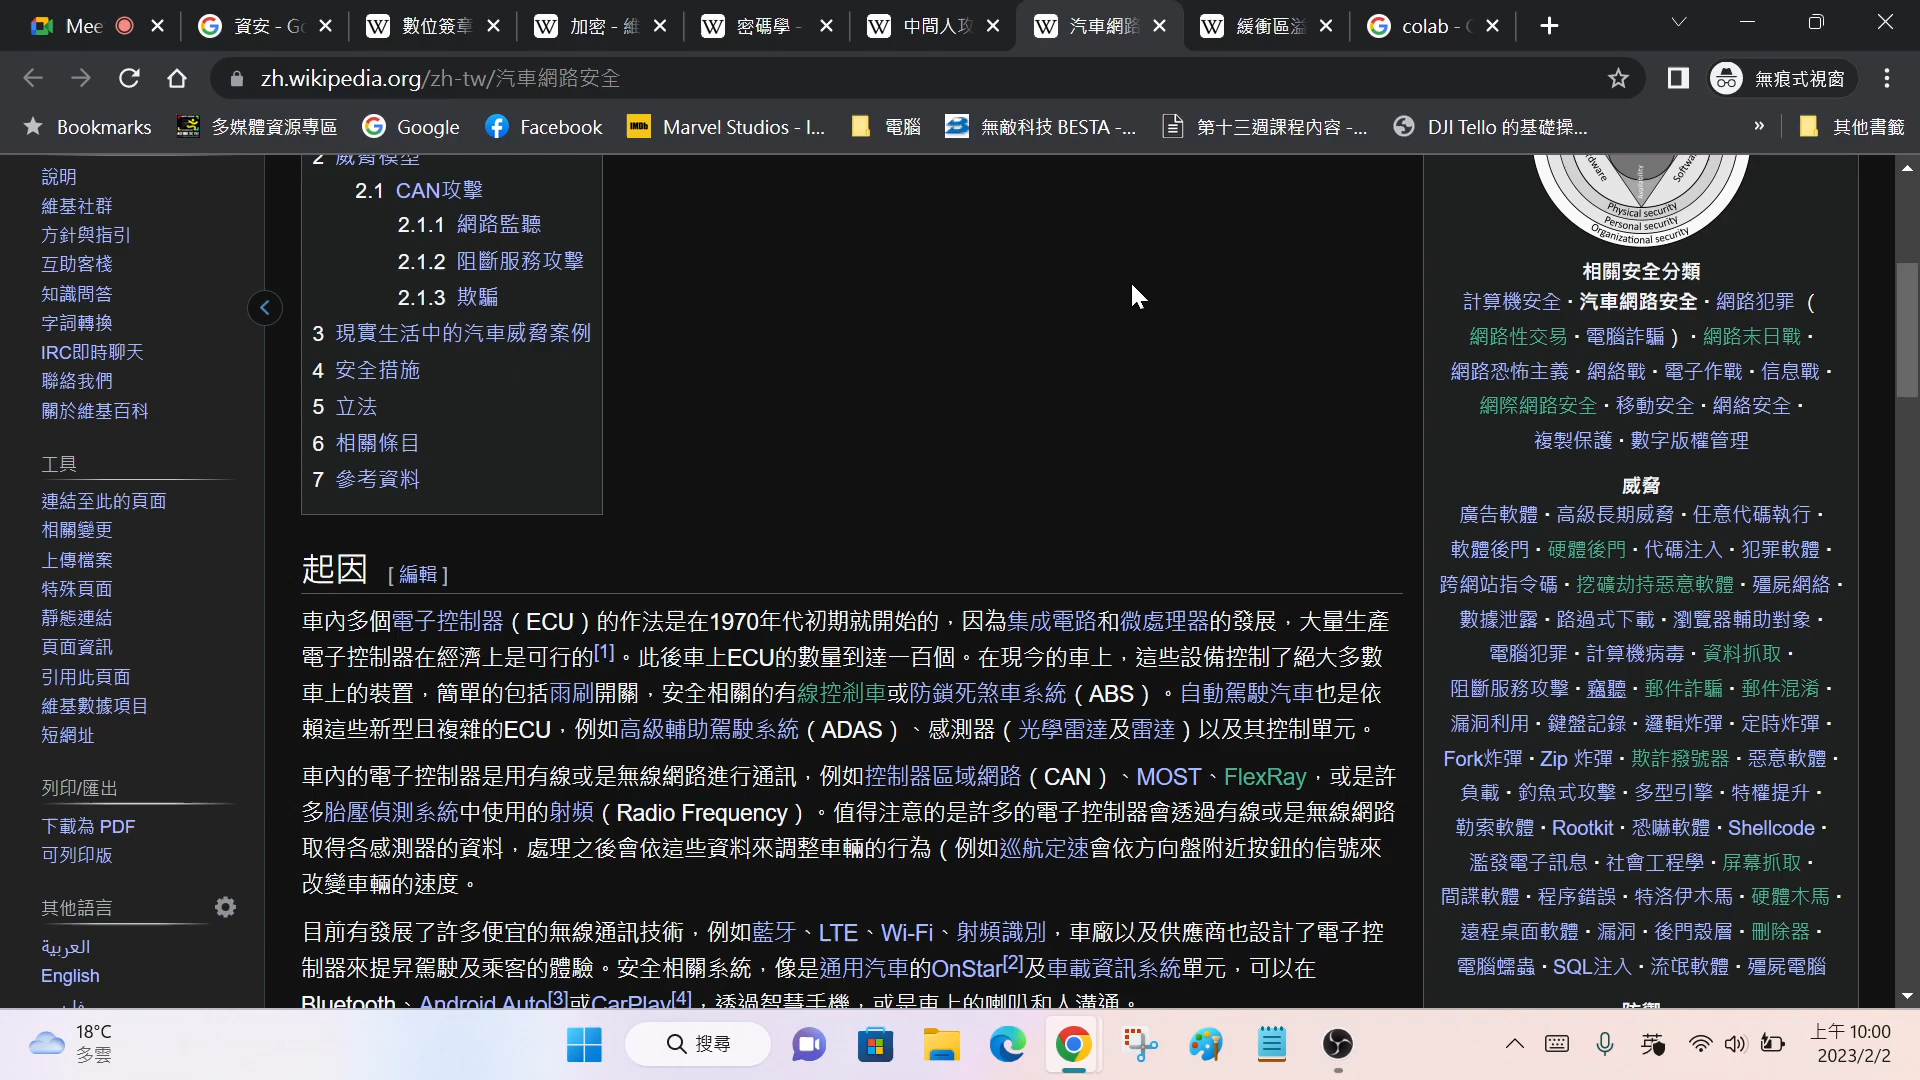 Mee
資安 - Go
數位簽章
加密 - 維
密碼學 -
中間人攻
汽車網路
緩衝區溢
colab -
zh.wikipedia.org/zh-tw/汽車網路安全
無痕式視窗
Bookmarks
多媒體資源專區
Google
Facebook
Marvel Studios - I...
電腦
無敵科技 BESTA -...
第十三週課程內容 -...
DJI Tello 的基礎操...
»
其他書籤
說明
維基社群
方針與指引
互助客棧
知識問答
字詞轉換
IRC即時聊天
聯絡我們
關於維基百科
工具
連結至此的頁面
相關變更
上傳檔案
特殊頁面
靜態連結
頁面資訊
引用此頁面
維基數據項目
短網址
列印/匯出
下載為 PDF
可列印版
其他語言
العربية
English
2 威脅模型
2.1 CAN攻擊
2.1.1 網路監聽
2.1.2 阻斷服務攻擊
2.1.3 欺騙
3 現實生活中的汽車威脅案例
4 安全措施
5 立法
6 相關條目
7 參考資料
起因 [ 編輯 ]
車內多個電子控制器（ECU）的作法是在1970年代初期就開始的，因為集成電路和微處理器的發展，大量生產
電子控制器在經濟上是可行的[1]。此後車上ECU的數量到達一百個。在現今的車上，這些設備控制了絕大多數
車上的裝置，簡單的包括雨刷開關，安全相關的有線控剎車或防鎖死煞車系統（ABS）。自動駕駛汽車也是依
賴這些新型且複雜的ECU，例如高級輔助駕駛系統（ADAS）、感測器（光學雷達及雷達）以及其控制單元。
車內的電子控制器是用有線或是無線網路進行通訊，例如控制器區域網路（CAN）、MOST、FlexRay，或是許
多胎壓偵測系統中使用的射頻（Radio Frequency）。值得注意的是許多的電子控制器會透過有線或是無線網路
取得各感測器的資料，處理之後會依這些資料來調整車輛的行為（例如巡航定速會依方向盤附近按鈕的信號來
改變車輛的速度。
目前有發展了許多便宜的無線通訊技術，例如藍牙、LTE、Wi-Fi、射頻識別，車廠以及供應商也設計了電子控
制器來提昇駕駛及乘客的體驗。安全相關系統，像是通用汽車的OnStar[2]及車載資訊系統單元，可以在
Bluetooth、Android Auto[3]或CarPlay[4]，透過智慧手機，或是車上的喇叭和人溝通。
Availability
Physical security
Personal security
Organizational security
相關安全分類
計算機安全 · 汽車網路安全 · 網路犯罪（
網路性交易 · 電腦詐騙） · 網路末日戰 ·
網路恐怖主義 · 網絡戰 · 電子作戰 · 信息戰 ·
網際網路安全 · 移動安全 · 網絡安全 ·
複製保護 · 數字版權管理
威脅
廣告軟體 · 高級長期威脅 · 任意代碼執行 ·
軟體後門 · 硬體後門 · 代碼注入 · 犯罪軟體 ·
跨網站指令碼 · 挖礦劫持惡意軟體 · 殭屍網絡 ·
數據泄露 · 路過式下載 · 瀏覽器輔助對象 ·
電腦犯罪 · 計算機病毒 · 資料抓取 ·
阻斷服務攻擊 · 竊聽 · 郵件詐騙 · 郵件混淆 ·
漏洞利用 · 鍵盤記錄 · 邏輯炸彈 · 定時炸彈 ·
Fork炸彈 · Zip 炸彈 · 欺詐撥號器 · 惡意軟體 ·
負載 · 釣魚式攻擊 · 多型引擎 · 特權提升 ·
勒索軟體 · Rootkit · 恐嚇軟體 · Shellcode ·
濫發電子訊息 · 社會工程學 · 屏幕抓取 ·
間諜軟體 · 程序錯誤 · 特洛伊木馬 · 硬體木馬 ·
遠程桌面軟體 · 漏洞 · 後門殼層 · 刪除器 ·
電腦蠕蟲 · SQL注入 · 流氓軟體 · 殭屍電腦
防禦
18°C
多雲
搜尋
英
上午 10:00
2023/2/2